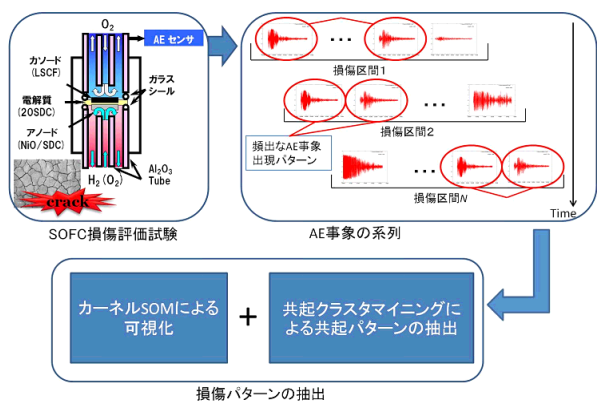 O₂
AE センサ
カソード
(LSCF)
ガラス
シール
電解質
(20SDC)
アノード
(NiO/SDC)
H₂(O₂)
Al₂O₃
Tube
crack
SOFC損傷評価試験
損傷区間1
損傷区間2
頻出なAE事象
出現パターン
損傷区間N
Time
AE事象の系列
カーネルSOMによる
可視化
+
共起クラスタマイニングに
よる共起パターンの抽出
損傷パターンの抽出